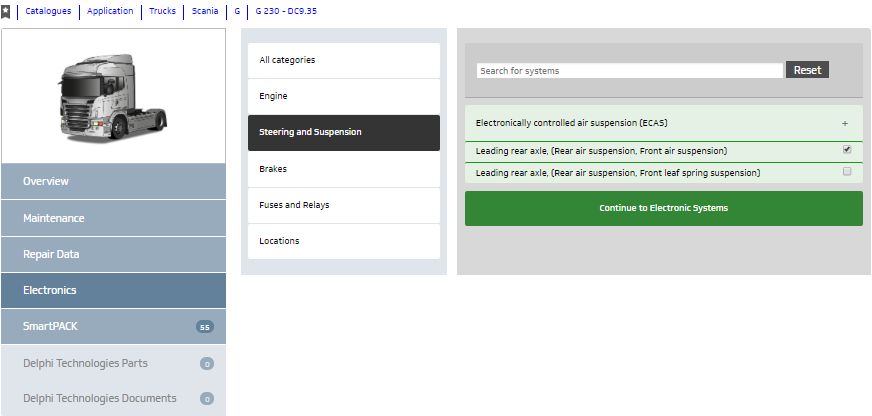 Catalogues Application Trucks Scania G G 230 - DC9.35
Overview
Maintenance
Repair Data
Electronics
SmartPACK 55
Delphi Technologies Parts 0
Delphi Technologies Documents 0
All categories
Engine
Steering and Suspension
Brakes
Fuses and Relays
Locations
Search for systems Reset
Electronically controlled air suspension (ECAS) +
Leading rear axle, (Rear air suspension, Front air suspension)
Leading rear axle, (Rear air suspension, Front leaf spring suspension)
Continue to Electronic Systems